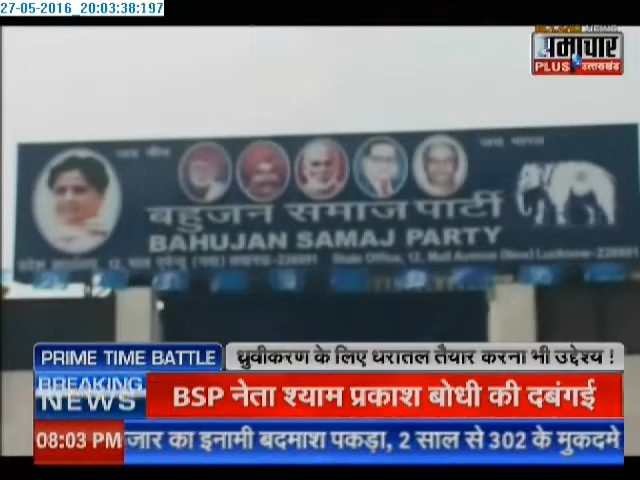 27-05-2016_20:03:38:197
समाचार
PLUS उत्तराखंड
बहुजन समाज पार्टी
BAHUJAN SAMAJ PARTY
State Office, 12, Mall Avenue
PRIME TIME BATTLE
ध्रुवीकरण के लिए धरातल तैयार करना भी उद्देश्य !
BREAKING NEWS
BSP नेता श्याम प्रकाश बोधी की दबंगई
08:03 PM
जार का इनामी बदमाश पकड़ा, 2 साल से 302 के मुकदमे